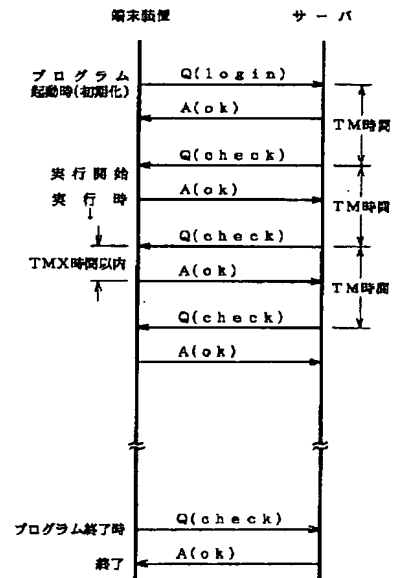 端末装置 サーバ
プログラム
起動時(初期化)
Q(login)
A(ok)
TM時間
Q(check)
実行開始
A(ok)
実行時
↓
TM時間
Q(check)
TMX時間以内
A(ok)
TM時間
Q(check)
A(ok)
プログラム終了時
Q(check)
終了
A(ok)